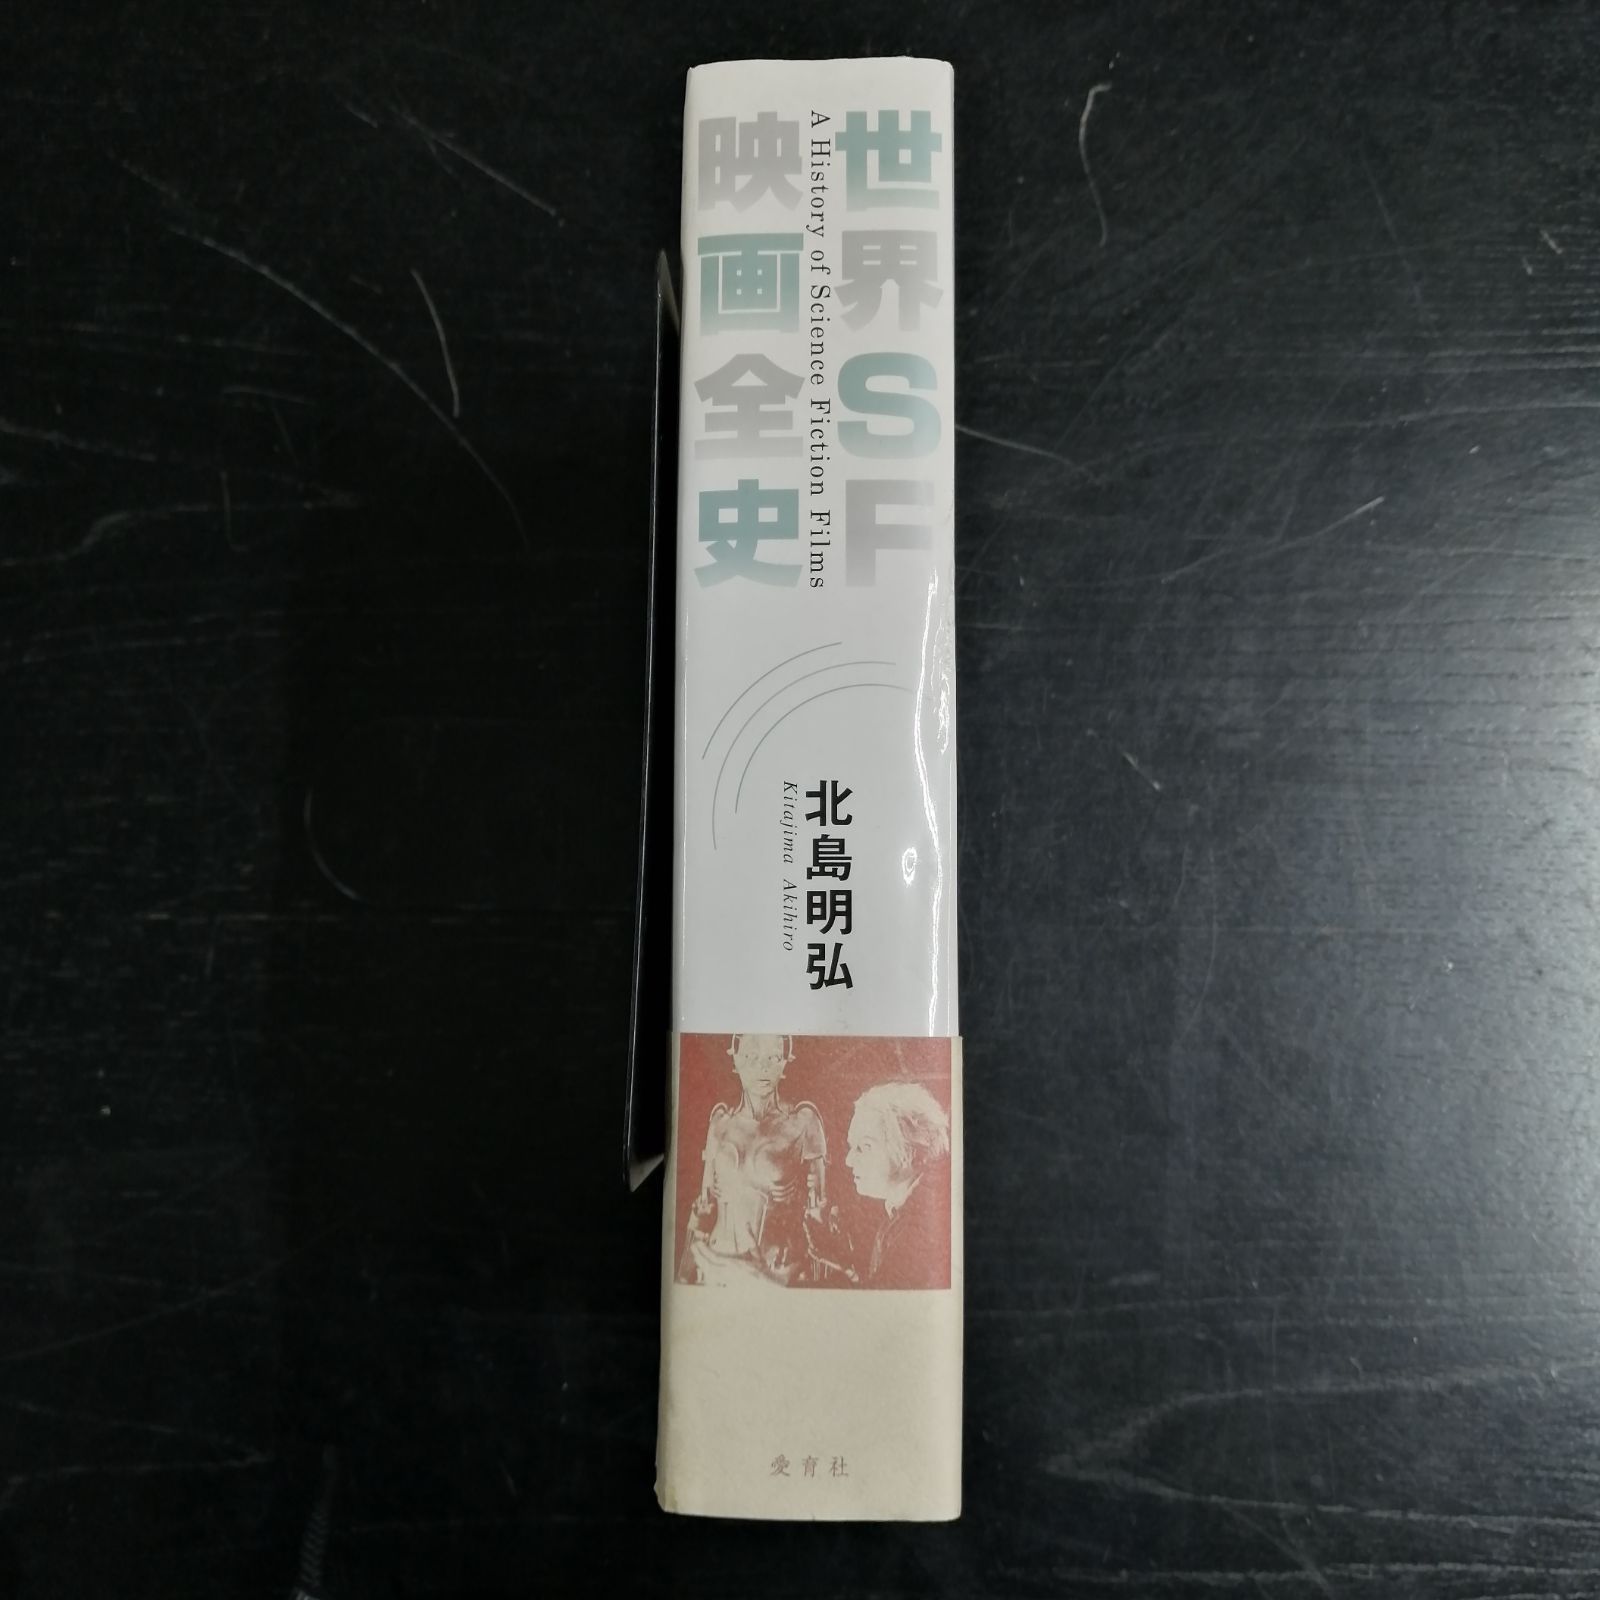 世界SF
映画全史
A History of Science Fiction Films
北島明弘
Kitajima Akihiro
愛育社